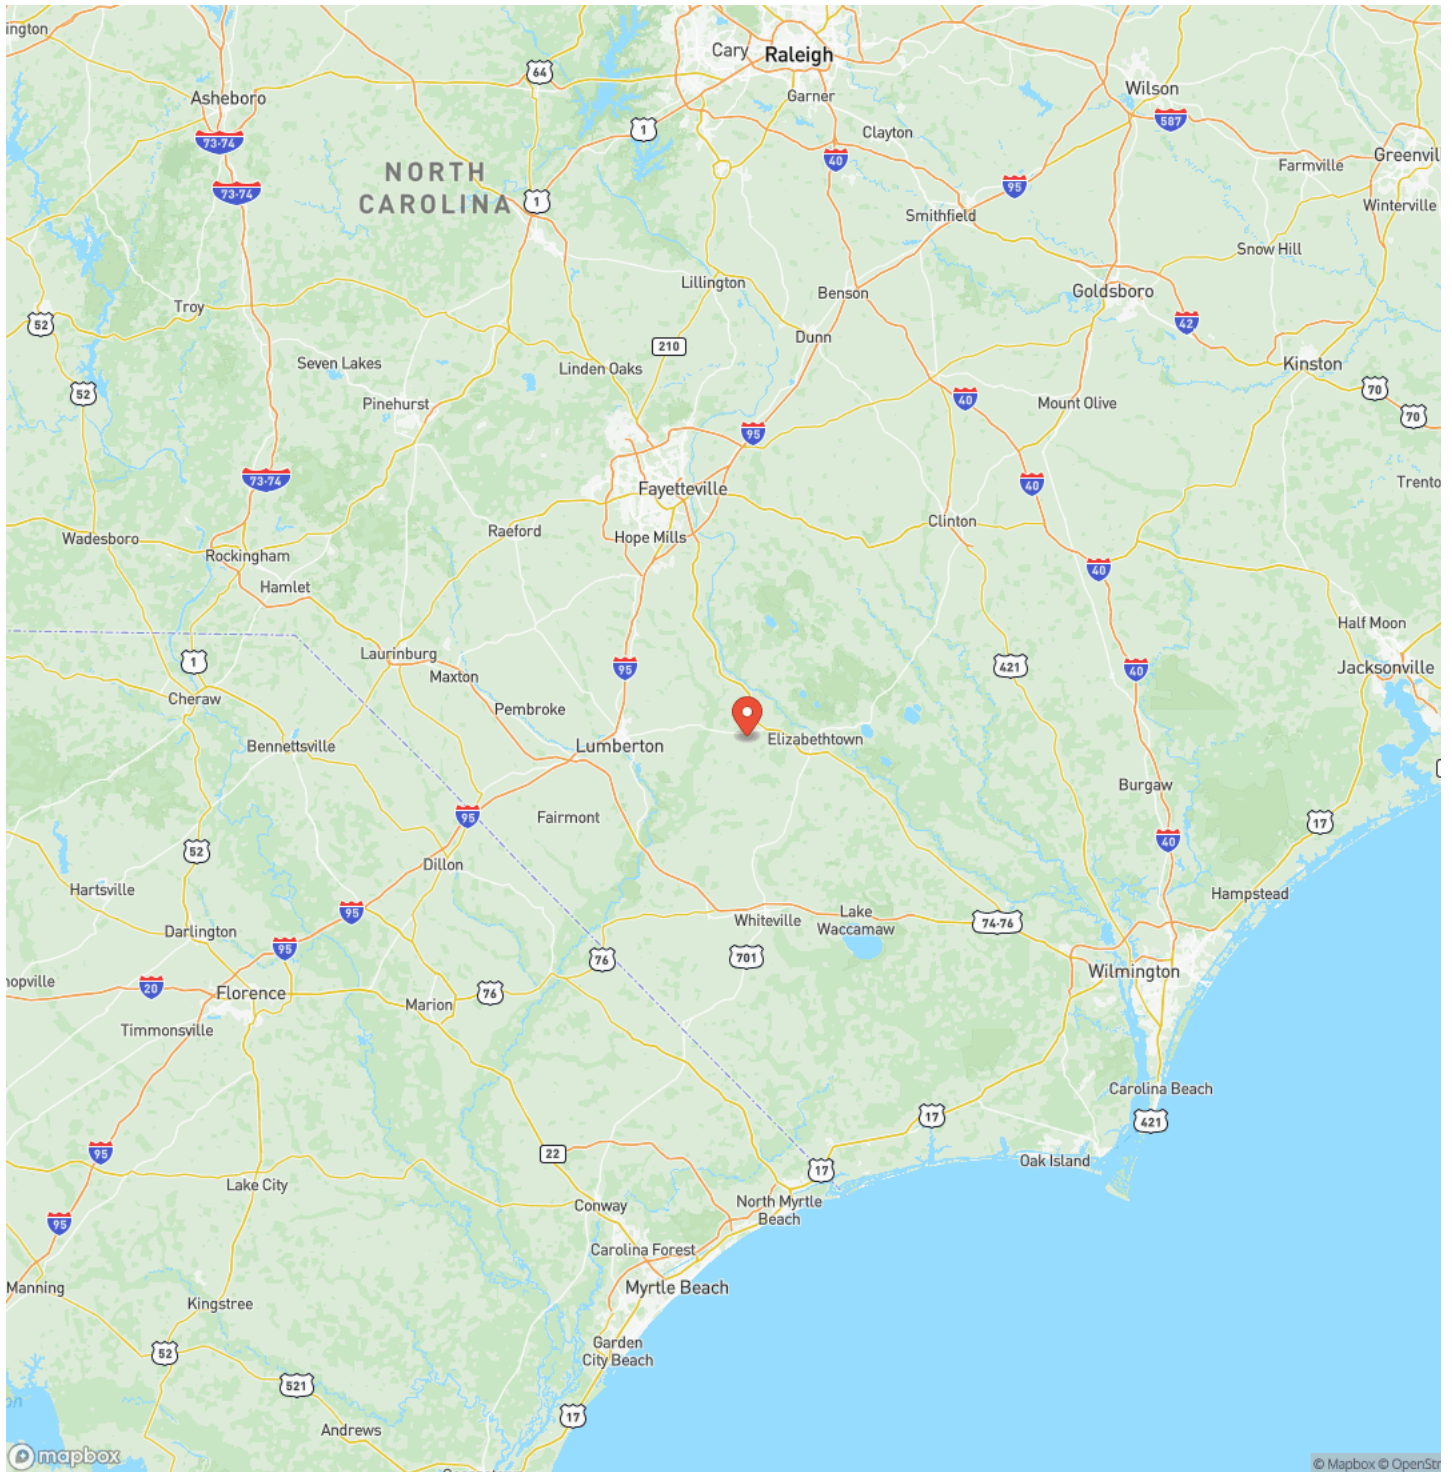 ington
Cary
Raleigh
64
Asheboro
Garner
Wilson
587
1
Clayton
73-74
40
Greenvil
NORTH
CAROLINA
Farmville
73-74
95
1
Winterville
Smithfield
Snow Hill
Lillington
Benson
Goldsboro
Troy
52
42
Dunn
210
Seven Lakes
Linden Oaks
Kinston
52
70
40
Pinehurst
Mount Olive
70
95
73-74
40
Trento
Fayetteville
Clinton
Raeford
Wadesboro
Hope Mills
Rockingham
40
Hamlet
Half Moon
Laurinburg
1
95
421
40
Jacksonville
Maxton
Cheraw
Pembroke
Bennettsville
Lumberton
Elizabethtown
Burgaw
95
Fairmont
17
52
40
Dillon
Hartsville
Hampstead
95
Whiteville
Lake
Waccamaw
74-76
Darlington
95
76
701
Wilmington
hopville
20
Florence
76
Marion
Timmonsville
Carolina Beach
17
421
95
22
Oak Island
17
Lake City
Conway
North Myrtle
Beach
95
Carolina Forest
Manning
Myrtle Beach
Kingstree
52
Garden
City Beach
521
17
Andrews
mapbox
© Mapbox © OpenStr